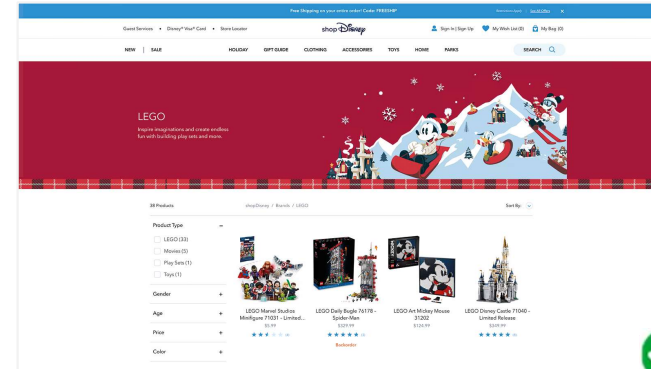 Free Shipping on your entire order! Code: FREESHIP
See All Offers
Guest Services • Disney® Visa® Card • Store Locator
shop Disney
Sign in | Sign Up
My Wish List (0)
My Bag (0)
NEW | SALE
HOLIDAY GIFT GUIDE CLOTHING ACCESSORIES TOYS HOME PARKS
SEARCH
LEGO
Inspire imaginations and create endless
fun with building play sets and more.
38 Products
shopDisney / Brands / LEGO
Sort By:
Product Type
LEGO (33)
Movies (5)
Play Sets (1)
Toys (1)
Gender +
Age +
Price +
Color +
LEGO Marvel Studios
Minifigure 71031 – Limited...
$5.99
LEGO Daily Bugle 76178 –
Spider-Man
$329.99
Backorder
LEGO Art Mickey Mouse
31202
$124.99
LEGO Disney Castle 71040 –
Limited Release
$349.99